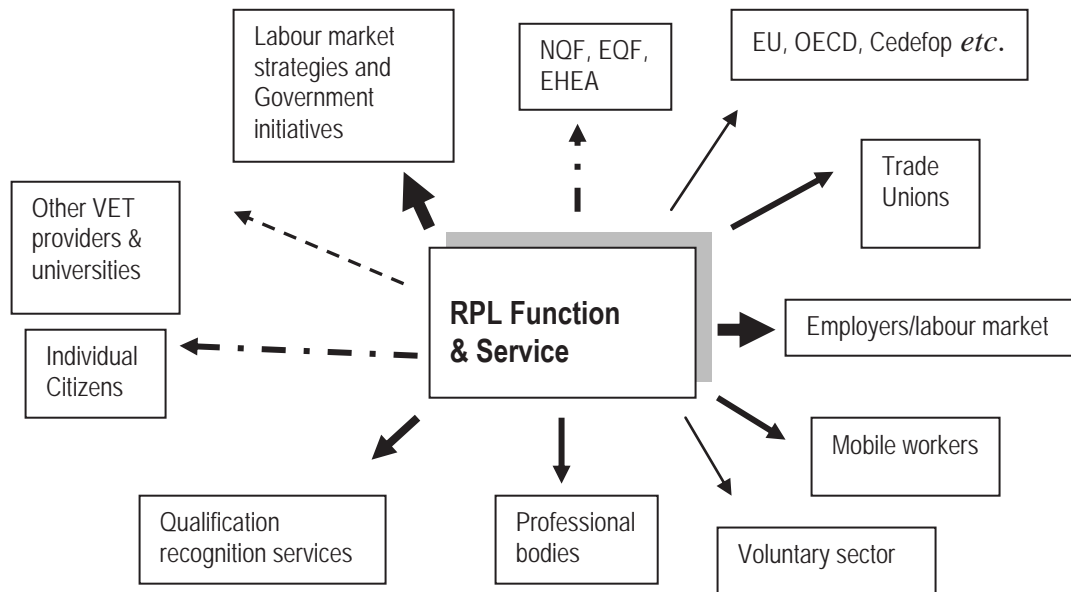 Labour market
strategies and
Government
initiatives
NQF, EQF,
EHEA
EU, OECD, Cedefop etc.
Trade
Unions
Other VET
providers &
universities
RPL Function
& Service
Employers/labour market
Individual
Citizens
Mobile workers
Qualification
recognition services
Professional
bodies
Voluntary sector